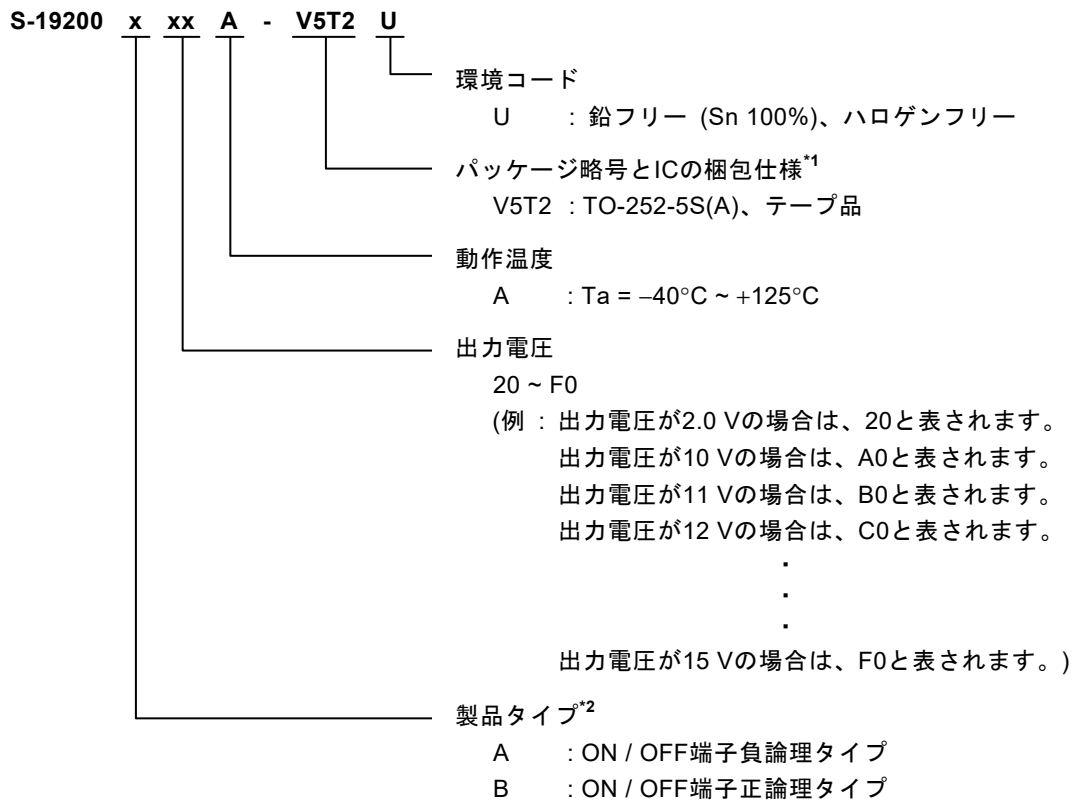 S-19200 x xx A - V5T2 U
環境コード
U : 鉛フリー (Sn 100%)、ハロゲンフリー
パッケージ略号とICの梱包仕様*1
V5T2 : TO-252-5S(A)、テープ品
動作温度
A : Ta = −40°C ~ +125°C
出力電圧
20 ~ F0
(例 : 出力電圧が2.0 Vの場合は、20と表されます。
出力電圧が10 Vの場合は、A0と表されます。
出力電圧が11 Vの場合は、B0と表されます。
出力電圧が12 Vの場合は、C0と表されます。
・
・
・
出力電圧が15 Vの場合は、F0と表されます。)
製品タイプ*2
A : ON / OFF端子負論理タイプ
B : ON / OFF端子正論理タイプ